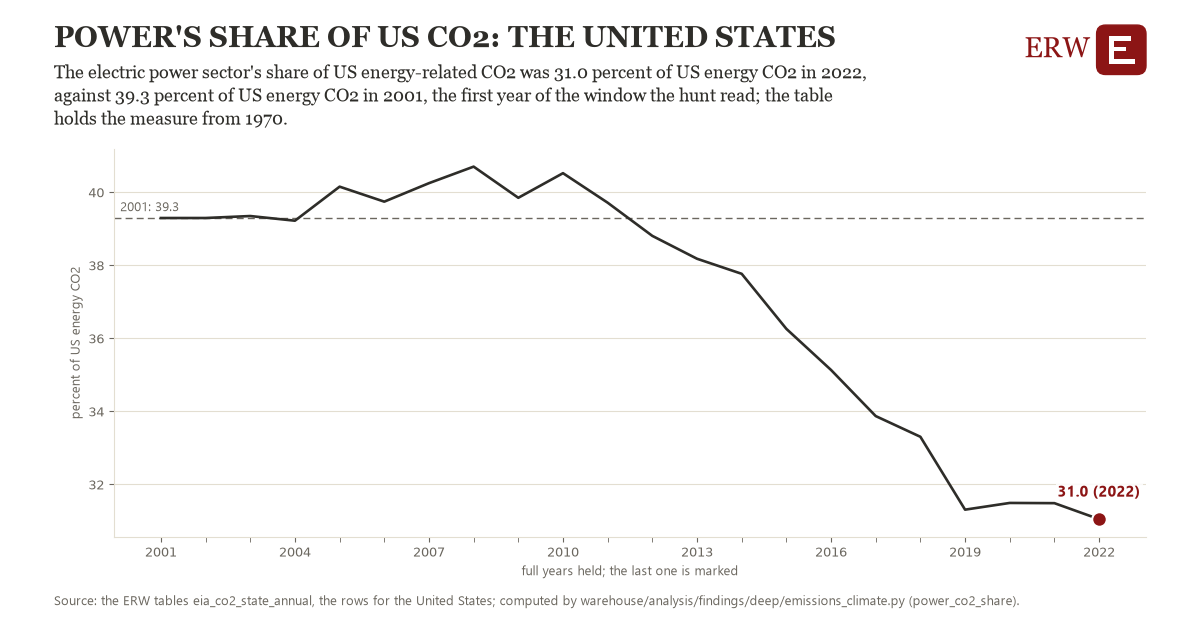 POWER'S SHARE OF US CO2: THE UNITED STATES
ERW E
The electric power sector's share of US energy-related CO2 was 31.0 percent of US energy CO2 in 2022,
against 39.3 percent of US energy CO2 in 2001, the first year of the window the hunt read; the table
holds the measure from 1970.
percent of US energy CO2
40
38
36
34
32
2001: 39.3
31.0 (2022)
2001 2004 2007 2010 2013 2016 2019 2022
full years held; the last one is marked
Source: the ERW tables eia_co2_state_annual, the rows for the United States; computed by warehouse/analysis/findings/deep/emissions_climate.py (power_co2_share).